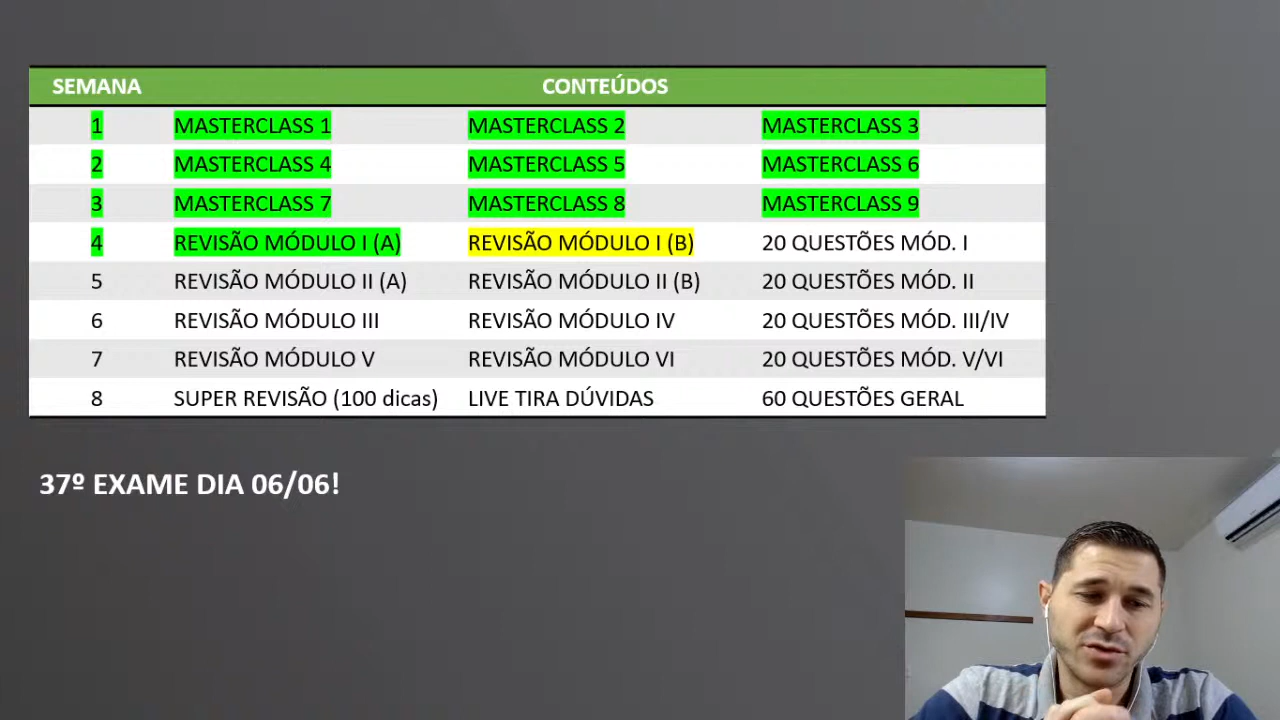 SEMANA CONTEÚDOS
1 MASTERCLASS 1 MASTERCLASS 2 MASTERCLASS 3
2 MASTERCLASS 4 MASTERCLASS 5 MASTERCLASS 6
3 MASTERCLASS 7 MASTERCLASS 8 MASTERCLASS 9
4 REVISÃO MÓDULO I (A) REVISÃO MÓDULO I (B) 20 QUESTÕES MÓD. I
5 REVISÃO MÓDULO II (A) REVISÃO MÓDULO II (B) 20 QUESTÕES MÓD. II
6 REVISÃO MÓDULO III REVISÃO MÓDULO IV 20 QUESTÕES MÓD. III/IV
7 REVISÃO MÓDULO V REVISÃO MÓDULO VI 20 QUESTÕES MÓD. V/VI
8 SUPER REVISÃO (100 dicas) LIVE TIRA DÚVIDAS 60 QUESTÕES GERAL
37º EXAME DIA 06/06!